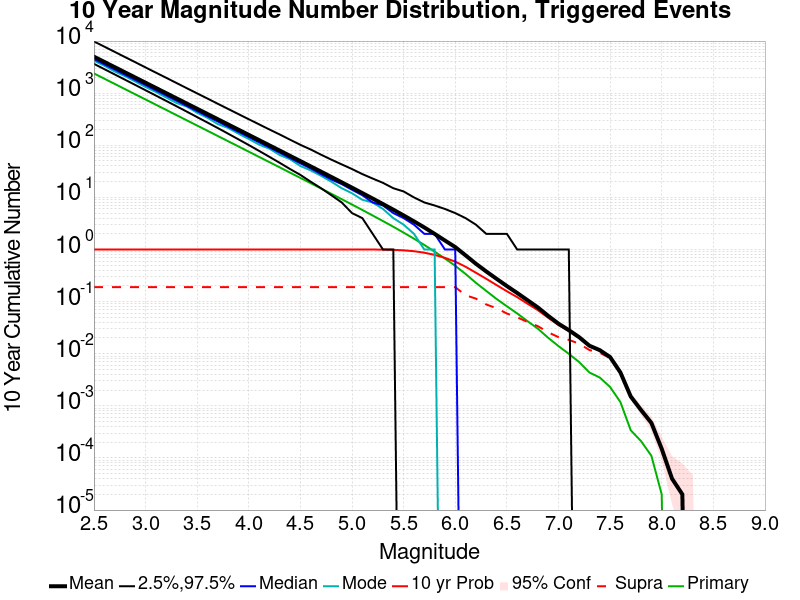 10 Year Magnitude Number Distribution, Triggered Events
10 Year Cumulative Number
10^4
10^3
10^2
10^1
10^0
10^-1
10^-2
10^-3
10^-4
10^-5
2.5 3.0 3.5 4.0 4.5 5.0 5.5 6.0 6.5 7.0 7.5 8.0 8.5 9.0
Magnitude
Mean 2.5%,97.5% Median Mode 10 yr Prob 95% Conf Supra Primary